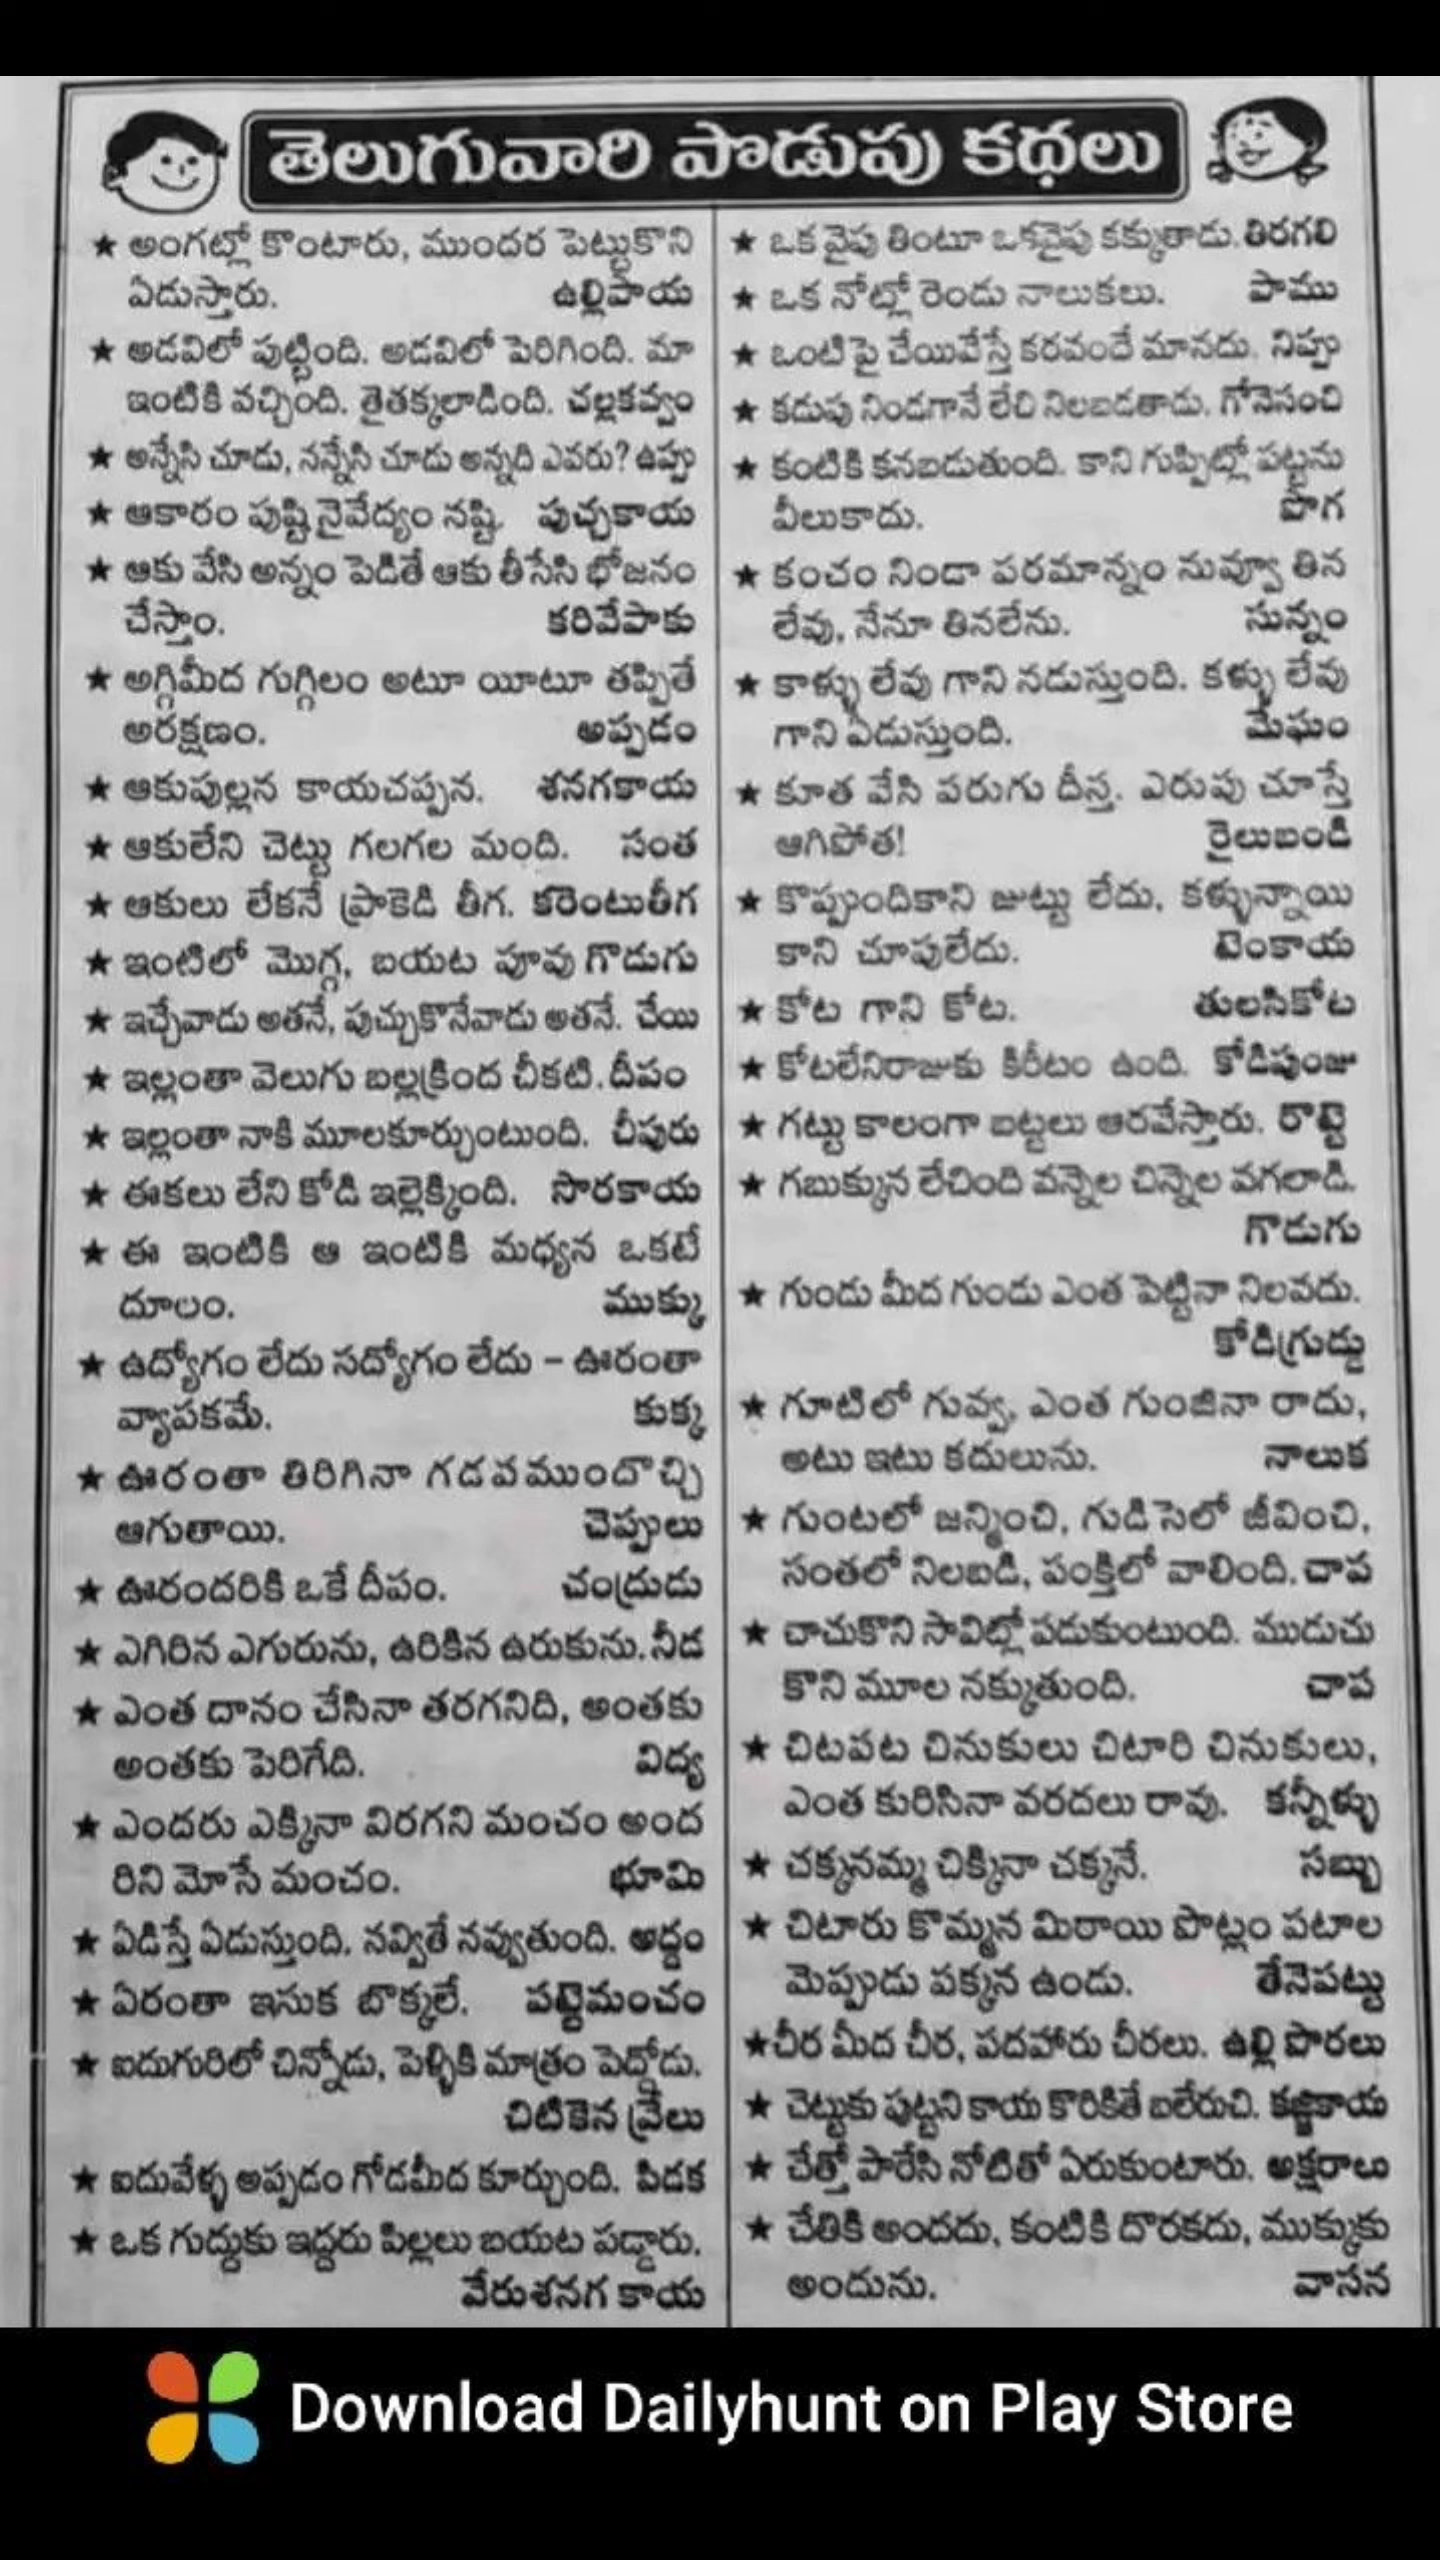 తెలుగువారి పొడుపు కథలు
★ అంగట్లో కొంటారు, ముందర పెట్టుకొని
ఏడుస్తారు. ఉల్లిపాయ
★ అడవిలో పుట్టింది. అడవిలో పెరిగింది. మా
ఇంటికి వచ్చింది. తైతక్కలాడింది. చల్లకవ్వం
★ అన్నేసి చూడు, నన్నేసి చూడు అన్నది ఎవరు? ఉప్పు
★ ఆకారం పుష్టి నైవేద్యం నష్టి. పుచ్చకాయ
★ ఆకు వేసి అన్నం పెడితే ఆకు తీసేసి భోజనం
చేస్తాం. కరివేపాకు
★ అగ్గిమీద గుగ్గిలం అటూ యీటూ తప్పితే
అరక్షణం. అప్పడం
★ ఆకుపుల్లన కాయచప్పన. శనగకాయ
★ ఆకులేని చెట్టు గలగల మంది. సంత
★ ఆకులు లేకనే ప్రాకెడి తీగ. కరెంటుతీగ
★ ఇంటిలో మొగ్గ, బయట పూవు గొడుగు
★ ఇచ్చేవాడు అతనే, పుచ్చుకొనేవాడు అతనే. చేయి
★ ఇల్లంతా వెలుగు బల్లక్రింద చీకటి. దీపం
★ ఇల్లంతా నాకి మూలకూర్చుంటుంది. చీపురు
★ ఈకలు లేని కోడి ఇల్లెక్కింది. సొరకాయ
★ ఈ ఇంటికి ఆ ఇంటికి మధ్యన ఒకటే
దూలం. ముక్కు
★ ఉద్యోగం లేదు సద్యోగం లేదు – ఊరంతా
వ్యాపకమే. కుక్క
★ ఊరంతా తిరిగినా గడపముందొచ్చి
ఆగుతాయి. చెప్పులు
★ ఊరందరికి ఒకే దీపం. చంద్రుడు
★ ఎగిరిన ఎగురును, ఉరికిన ఉరుకును. నీడ
★ ఎంత దానం చేసినా తరగనిది, అంతకు
అంతకు పెరిగేది. విద్య
★ ఎందరు ఎక్కినా విరగని మంచం అంద
రిని మోసే మంచం. భూమి
★ ఏడిస్తే ఏడుస్తుంది. నవ్వితే నవ్వుతుంది. అద్దం
★ ఏరంతా ఇసుక బొక్కలే. పట్టెమంచం
★ ఐదుగురిలో చిన్నోడు, పెళ్ళికి మాత్రం పెద్దోడు.
చిటికెన వ్రేలు
★ ఐదువేళ్ళ అప్పడం గోడమీద కూర్చుంది. పిడక
★ ఒక గుద్దుకు ఇద్దరు పిల్లలు బయట పడ్డారు.
వేరుశనగ కాయ
★ ఒక వైపు తింటూ ఒకవైపు కక్కుతాడు. తిరగలి
★ ఒక నోట్లో రెండు నాలుకలు. పాము
★ ఒంటి పై చేయివేస్తే కరవందే మానదు. నిప్పు
★ కడుపు నిండగానే లేచి నిలబడతాడు. గోనెసంచి
★ కంటికి కనబడుతుంది. కాని గుప్పిట్లో పట్టను
వీలుకాదు. పొగ
★ కంచం నిండా పరమాన్నం నువ్వూ తిన
లేవు, నేనూ తినలేను. సున్నం
★ కాళ్ళు లేవు గాని నడుస్తుంది. కళ్ళు లేవు
గాని ఏడుస్తుంది. మేఘం
★ కూత వేసి పరుగు దీస్త. ఎరుపు చూస్తే
ఆగిపోత! రైలుబండి
★ కొప్పుందికాని జుట్టు లేదు, కళ్ళున్నాయి
కాని చూపులేదు. టెంకాయ
★ కోట గాని కోట. తులసికోట
★ కోటలేనిరాజుకు కిరీటం ఉంది. కోడిపుంజు
★ గట్టు కాలంగా బట్టలు ఆరవేస్తారు. రొట్టె
★ గబుక్కున లేచింది వన్నెల చిన్నెల వగలాడి.
గొడుగు
★ గుండు మీద గుండు ఎంత పెట్టినా నిలవదు.
కోడిగ్రుడ్డు
★ గూటిలో గువ్వ, ఎంత గుంజినా రాదు,
అటు ఇటు కదులును. నాలుక
★ గుంటలో జన్మించి, గుడిసెలో జీవించి,
సంతలో నిలబడి, పంక్తిలో వాలింది. చాప
★ చాచుకొని సావిట్లో పడుకుంటుంది. ముడుచు
కొని మూల నక్కుతుంది. చాప
★ చిటపట చినుకులు చిటారి చినుకులు,
ఎంత కురిసినా వరదలు రావు. కన్నీళ్ళు
★ చక్కనమ్మ చిక్కినా చక్కనే. సబ్బు
★ చిటారు కొమ్మన మిఠాయి పొట్లం పటాల
మెప్పుడు పక్కన ఉండు. తేనెపట్టు
★చీర మీద చీర, పదహారు చీరలు. ఉల్లి పొరలు
★ చెట్టుకు పుట్టని కాయ కొరికితే బలేరుచి. కజ్జికాయ
★ చేత్తో పారేసి నోటితో ఏరుకుంటారు. అక్షరాలు
★ చేతికి అందదు, కంటికి దొరకదు, ముక్కుకు
అందును. వాసన
Download Dailyhunt on Play Store